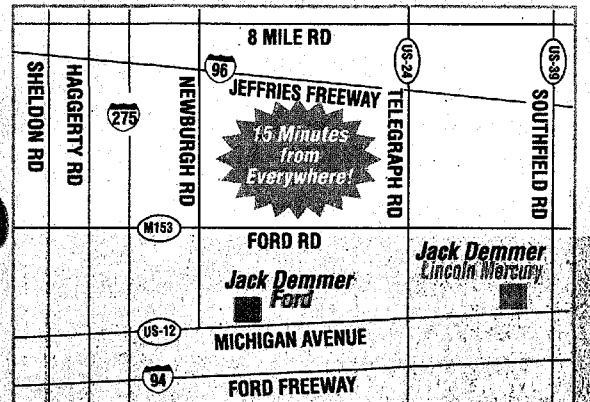 8 MILE RD
US-24
US-39
96
JEFFRIES FREEWAY
SHELDON RD
HAGGERTY RD
275
NEWBURGH RD
TELEGRAPH RD
SOUTHFIELD RD
15 Minutes
from
Everywhere!
M153
FORD RD
Jack Demmer
Ford
Jack Demmer
Lincoln Mercury
US-12
MICHIGAN AVENUE
94
FORD FREEWAY